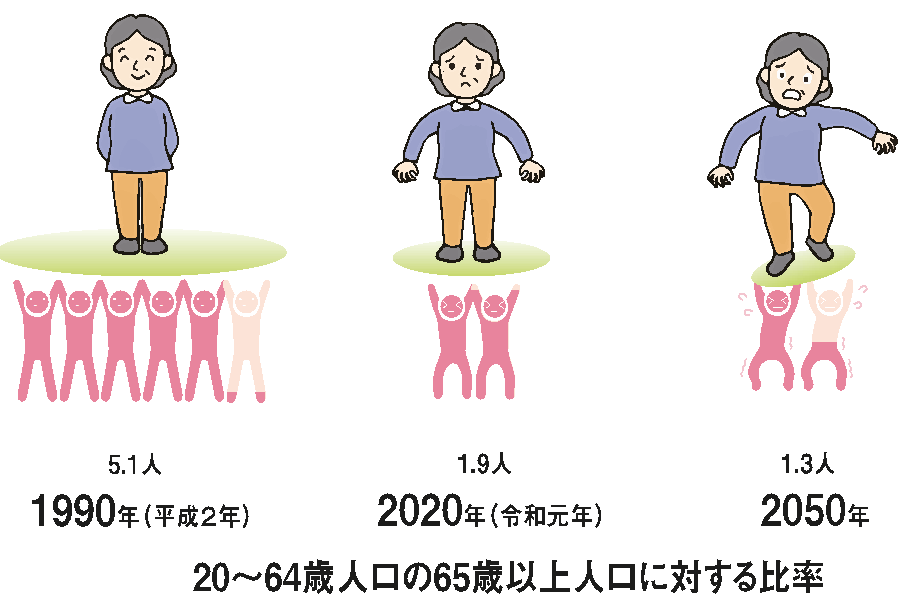 5.1人
1.9人
1.3人
1990年(平成2年)
2020年(令和元年)
2050年
20〜64歳人口の65歳以上人口に対する比率